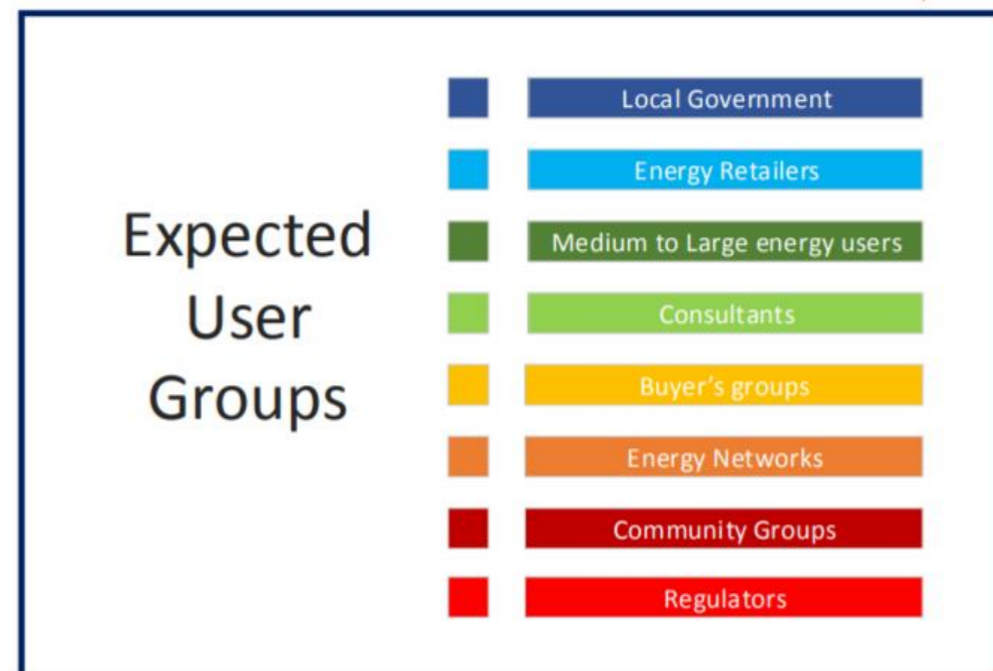 Expected
User
Groups
Local Government
Energy Retailers
Medium to Large energy users
Consultants
Buyer’s groups
Energy Networks
Community Groups
Regulators